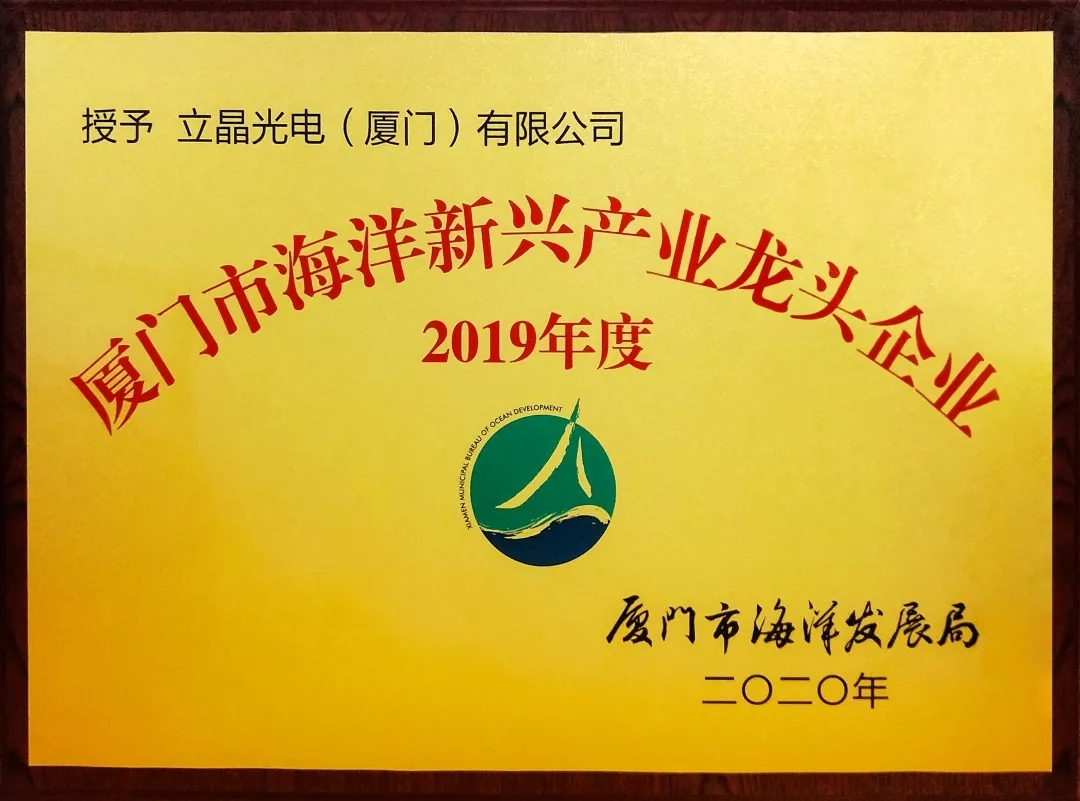 授予 立晶光电（厦门）有限公司
厦门市海洋新兴产业龙头企业
2019年度
XIAMEN MUNICIPAL BUREAU OF OCEAN DEVELOPMENT
厦门市海洋发展局
二〇二〇年